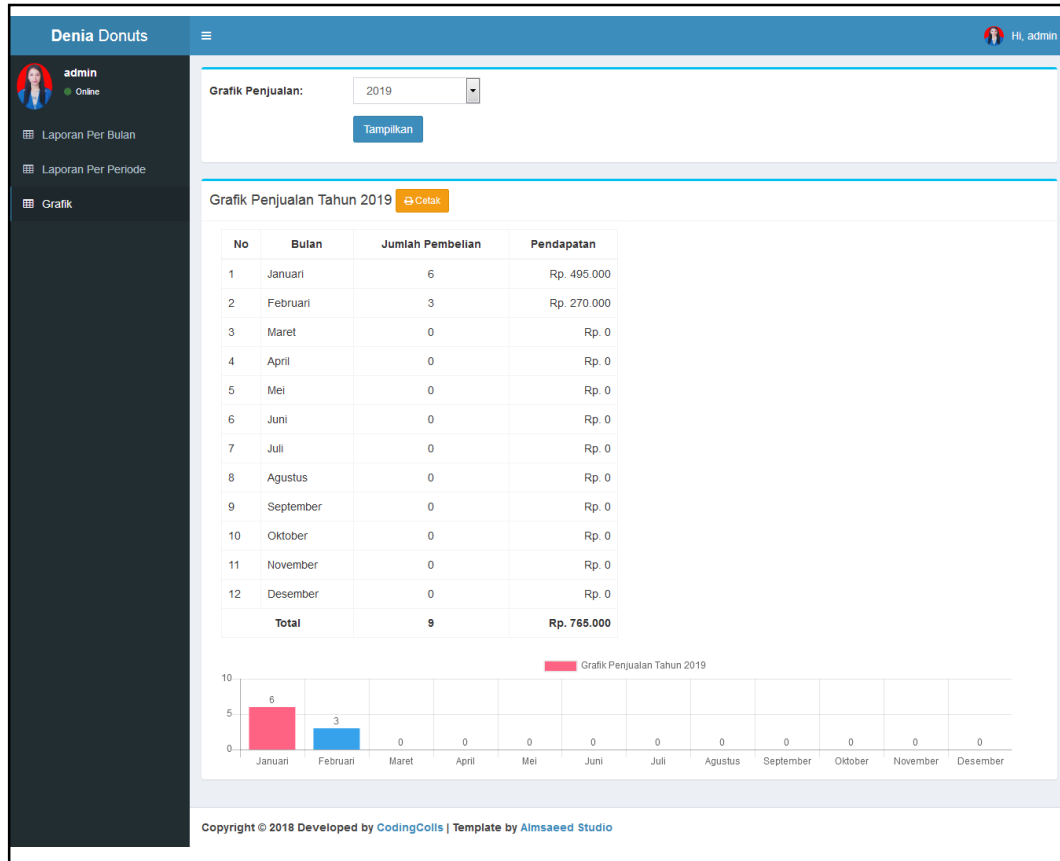 Denia Donuts
Hi, admin
admin
Online
Laporan Per Bulan
Laporan Per Periode
Grafik
Grafik Penjualan: 2019
Tampilkan
Grafik Penjualan Tahun 2019 Cetak
No Bulan Jumlah Pembelian Pendapatan
1 Januari 6 Rp. 495.000
2 Februari 3 Rp. 270.000
3 Maret 0 Rp. 0
4 April 0 Rp. 0
5 Mei 0 Rp. 0
6 Juni 0 Rp. 0
7 Juli 0 Rp. 0
8 Agustus 0 Rp. 0
9 September 0 Rp. 0
10 Oktober 0 Rp. 0
11 November 0 Rp. 0
12 Desember 0 Rp. 0
Total 9 Rp. 765.000
Grafik Penjualan Tahun 2019
10
5
0
6 3 0 0 0 0 0 0 0 0 0 0
Januari Februari Maret April Mei Juni Juli Agustus September Oktober November Desember
Copyright © 2018 Developed by CodingColls | Template by Almsaeed Studio